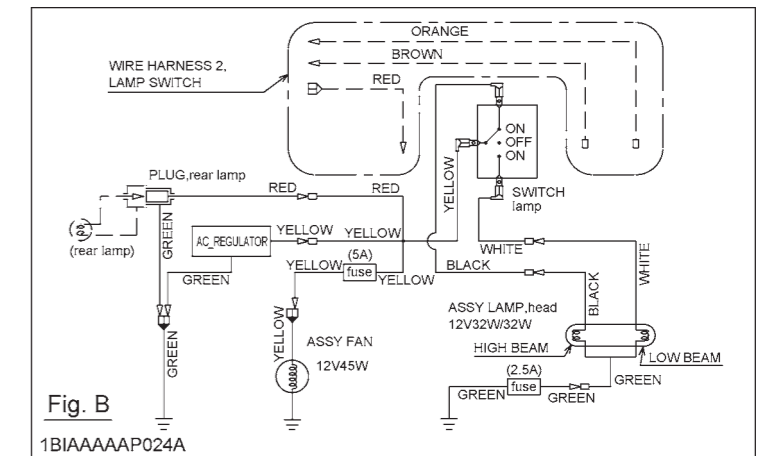 ORANGE
BROWN
WIRE HARNESS 2,
LAMP SWITCH
RED
ON
OFF
ON
PLUG,rear lamp
RED
RED
YELLOW
SWITCH
lamp
GREEN
AC_REGULATOR
YELLOW
YELLOW
(rear lamp)
WHITE
WHITE
(5A)
YELLOW
fuse
YELLOW
BLACK
GREEN
BLACK
ASSY LAMP,head
12V32W/32W
YELLOW
ASSY FAN
12V45W
HIGH BEAM
LOW BEAM
GREEN
(2.5A)
GREEN
fuse
GREEN
GREEN
Fig. B
1BIAAAAAP024A